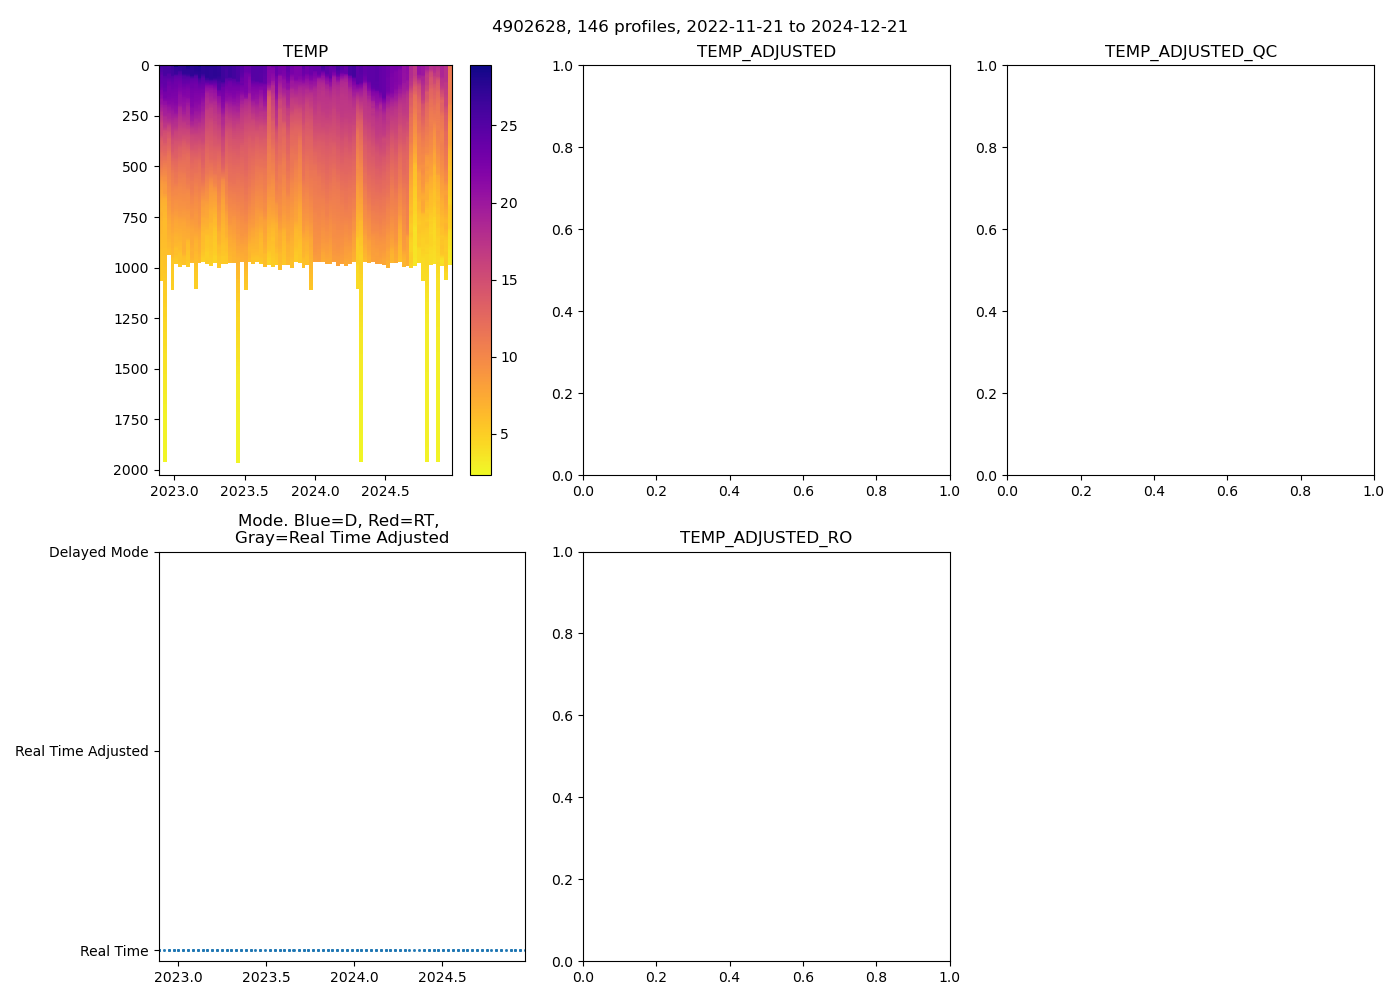 4902628, 146 profiles, 2022-11-21 to 2024-12-21
TEMP
0
250
500
750
1000
1250
1500
1750
2000
2023.0 2023.5 2024.0 2024.5
25
20
15
10
5
TEMP_ADJUSTED
1.0
0.8
0.6
0.4
0.2
0.0
0.0 0.2 0.4 0.6 0.8 1.0
TEMP_ADJUSTED_QC
1.0
0.8
0.6
0.4
0.2
0.0
0.0 0.2 0.4 0.6 0.8 1.0
Mode. Blue=D, Red=RT,
Gray=Real Time Adjusted
Delayed Mode
Real Time Adjusted
Real Time
2023.0 2023.5 2024.0 2024.5
TEMP_ADJUSTED_RO
1.0
0.8
0.6
0.4
0.2
0.0
0.0 0.2 0.4 0.6 0.8 1.0